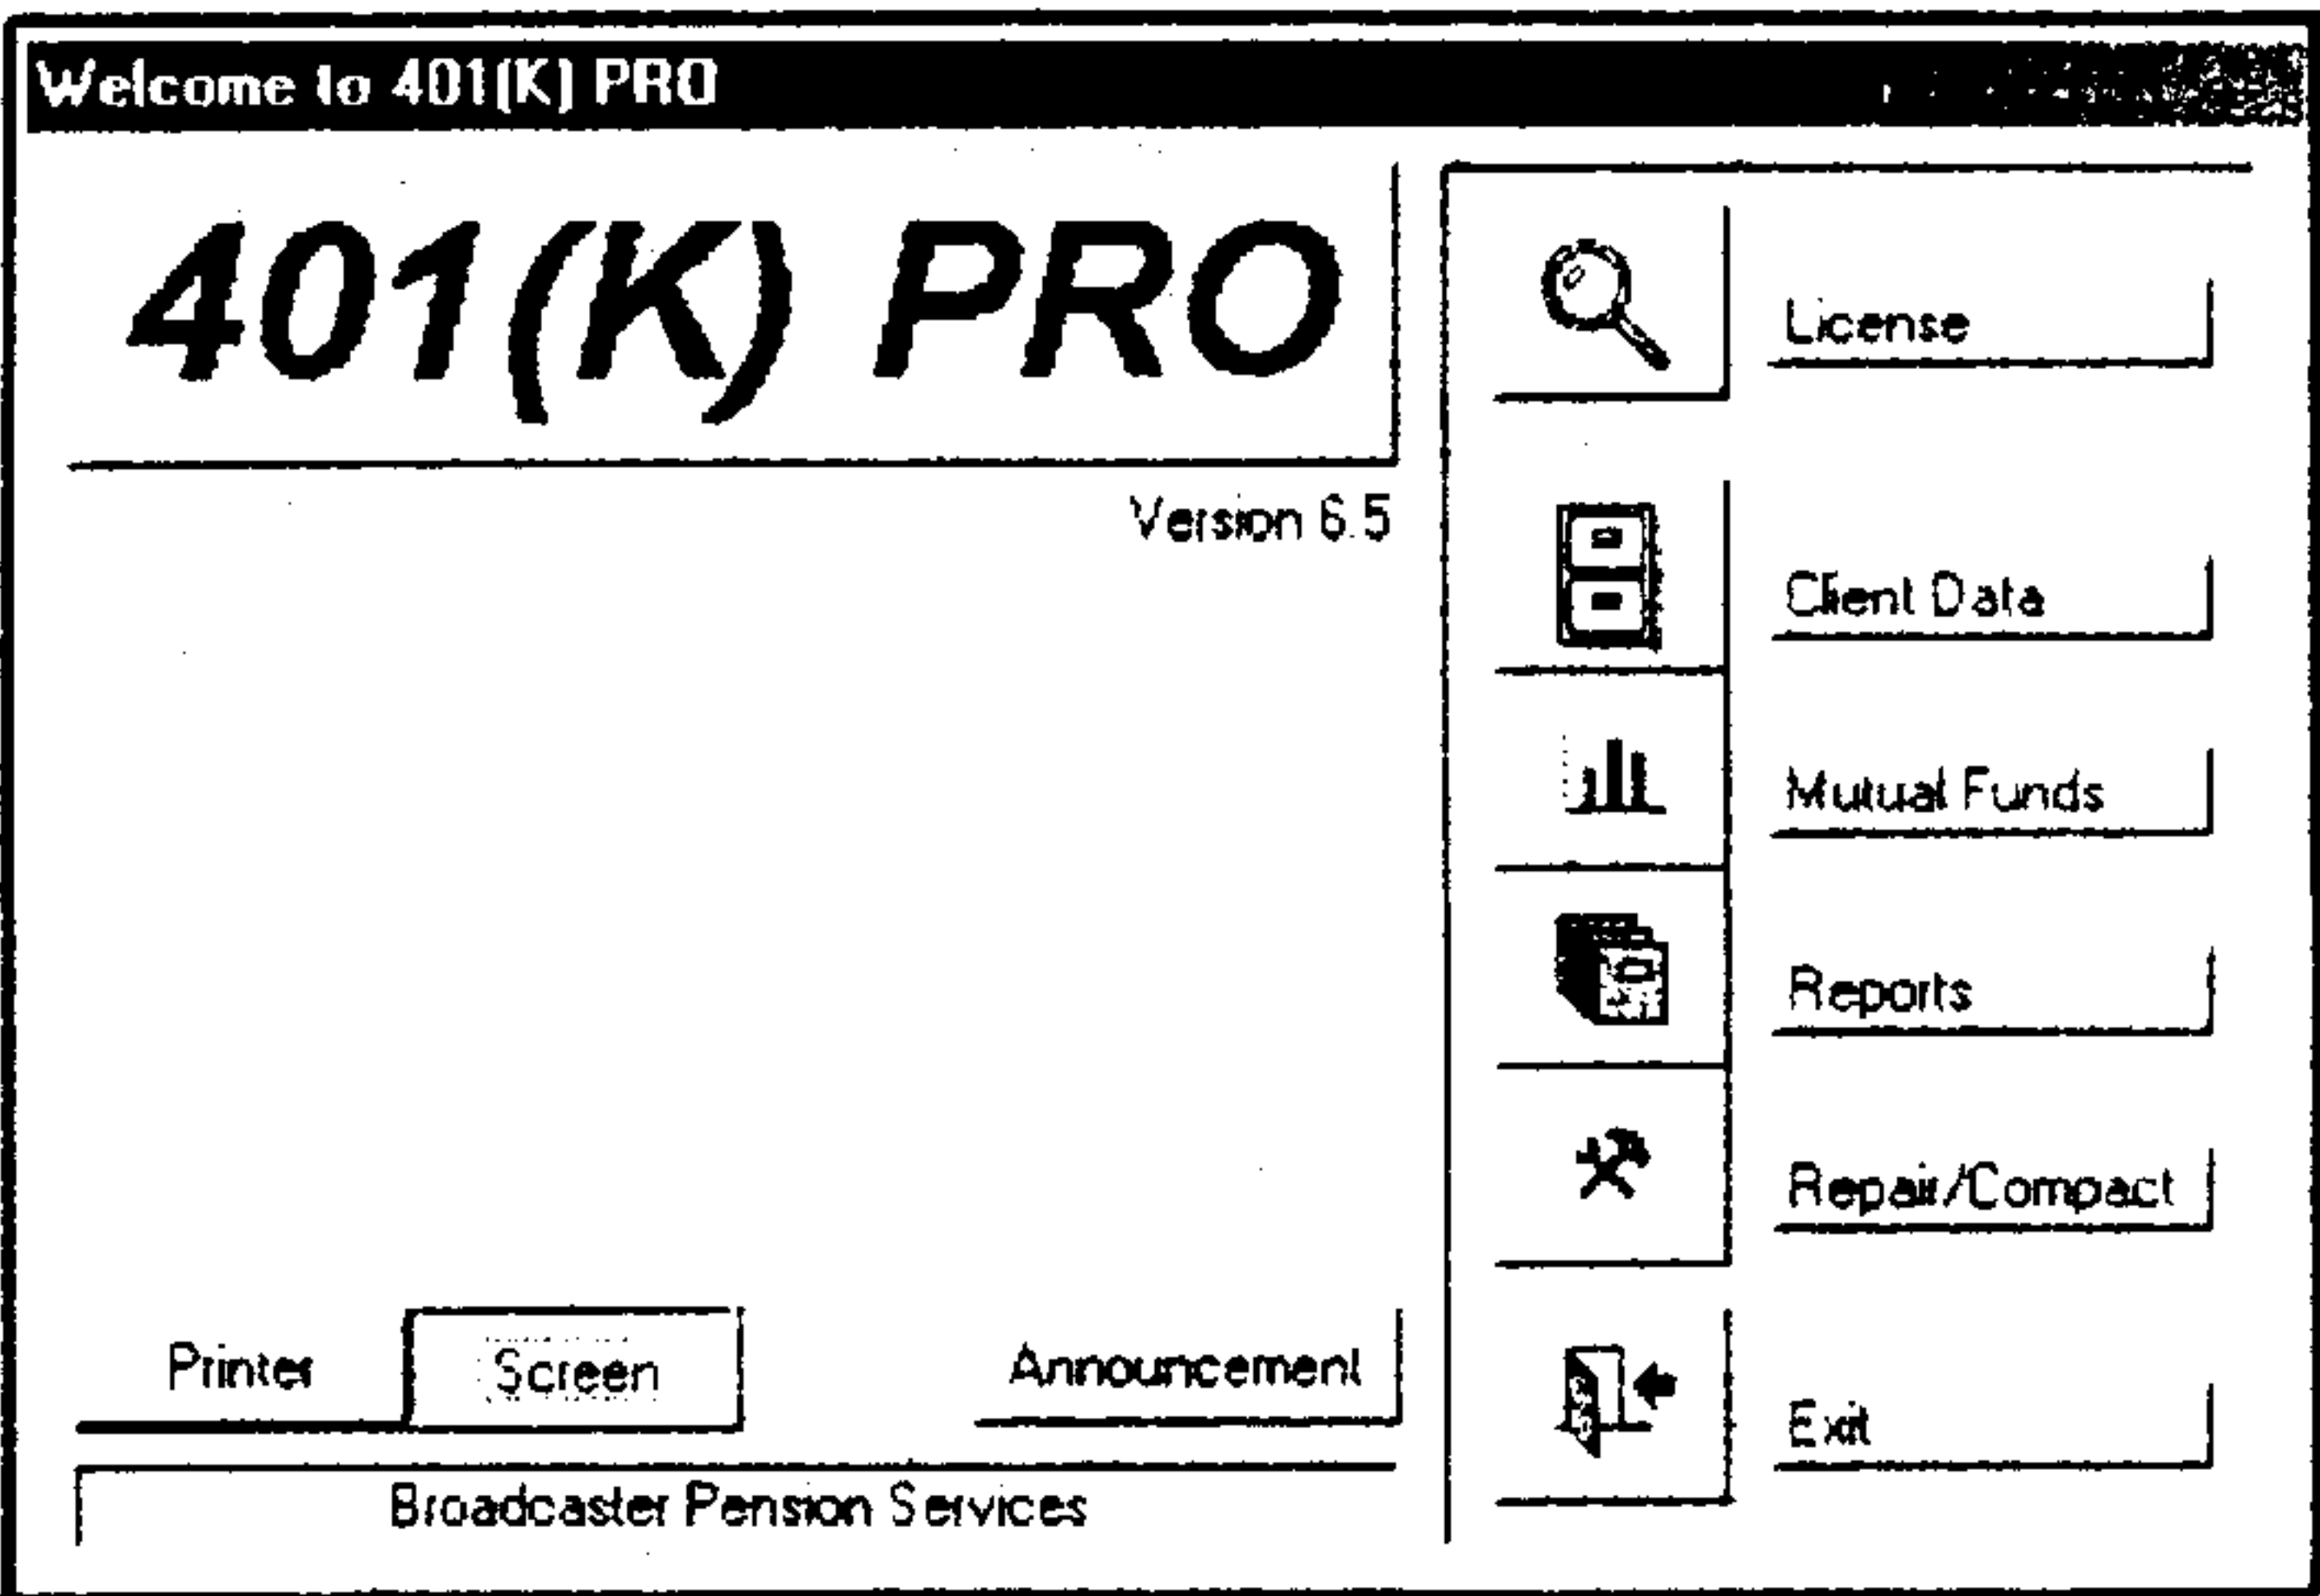 Welcome to 401(K) PRO
401(K) PRO
Version 6.5
License
Client Data
Mutual Funds
Reports
Repair/Compact
Exit
Printer
Screen
Announcement
Broadcaster Pension Services